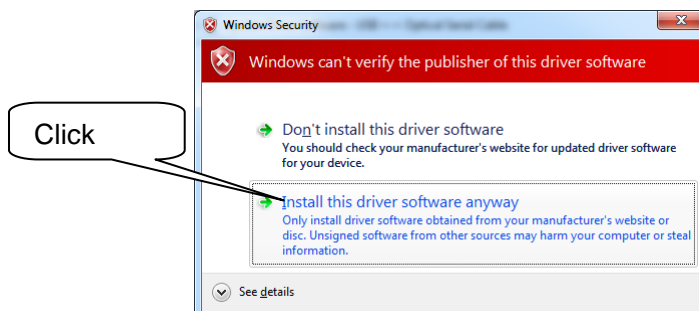 Windows Security
Windows can't verify the publisher of this driver software
Click
Don't install this driver software
You should check your manufacturer's website for updated driver software
for your device.
Install this driver software anyway
Only install driver software obtained from your manufacturer's website or
disc. Unsigned software from other sources may harm your computer or steal
information.
See details